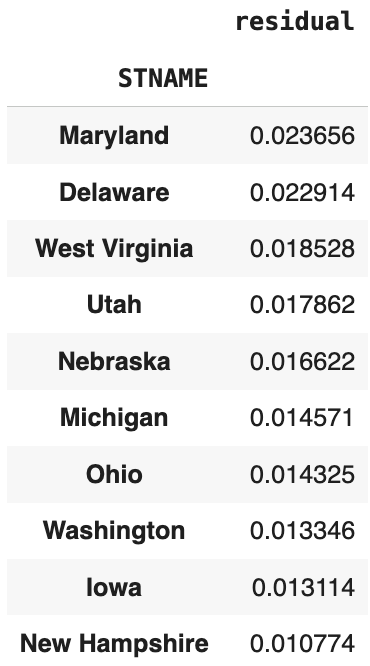 residual
STNAME
Maryland 0.023656
Delaware 0.022914
West Virginia 0.018528
Utah 0.017862
Nebraska 0.016622
Michigan 0.014571
Ohio 0.014325
Washington 0.013346
Iowa 0.013114
New Hampshire 0.010774